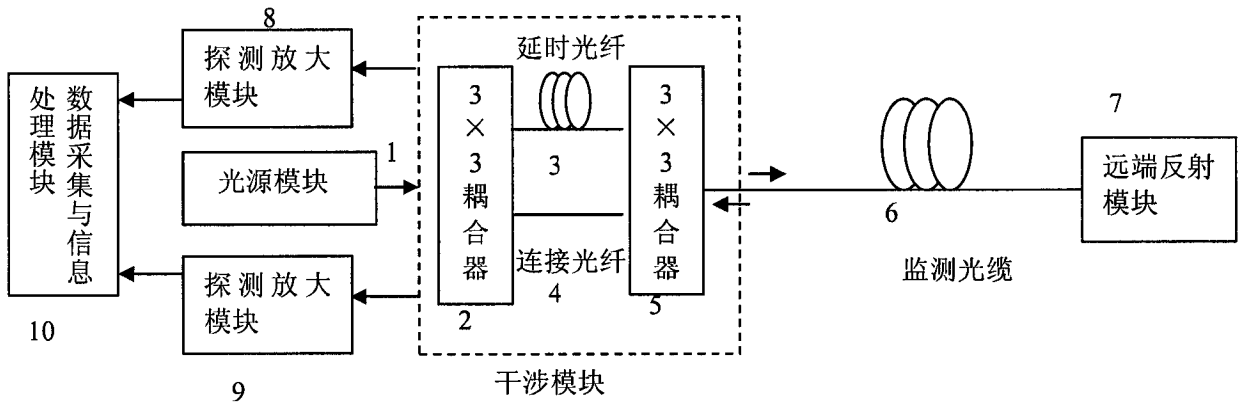 8
探测放大
模块
数据采集与信息
处理模块
10
1
光源模块
探测放大
模块
9
延时光纤
3×3耦合器
2
3
连接光纤
4
3×3耦合器
5
干涉模块
6
监测光缆
7
远端反射
模块